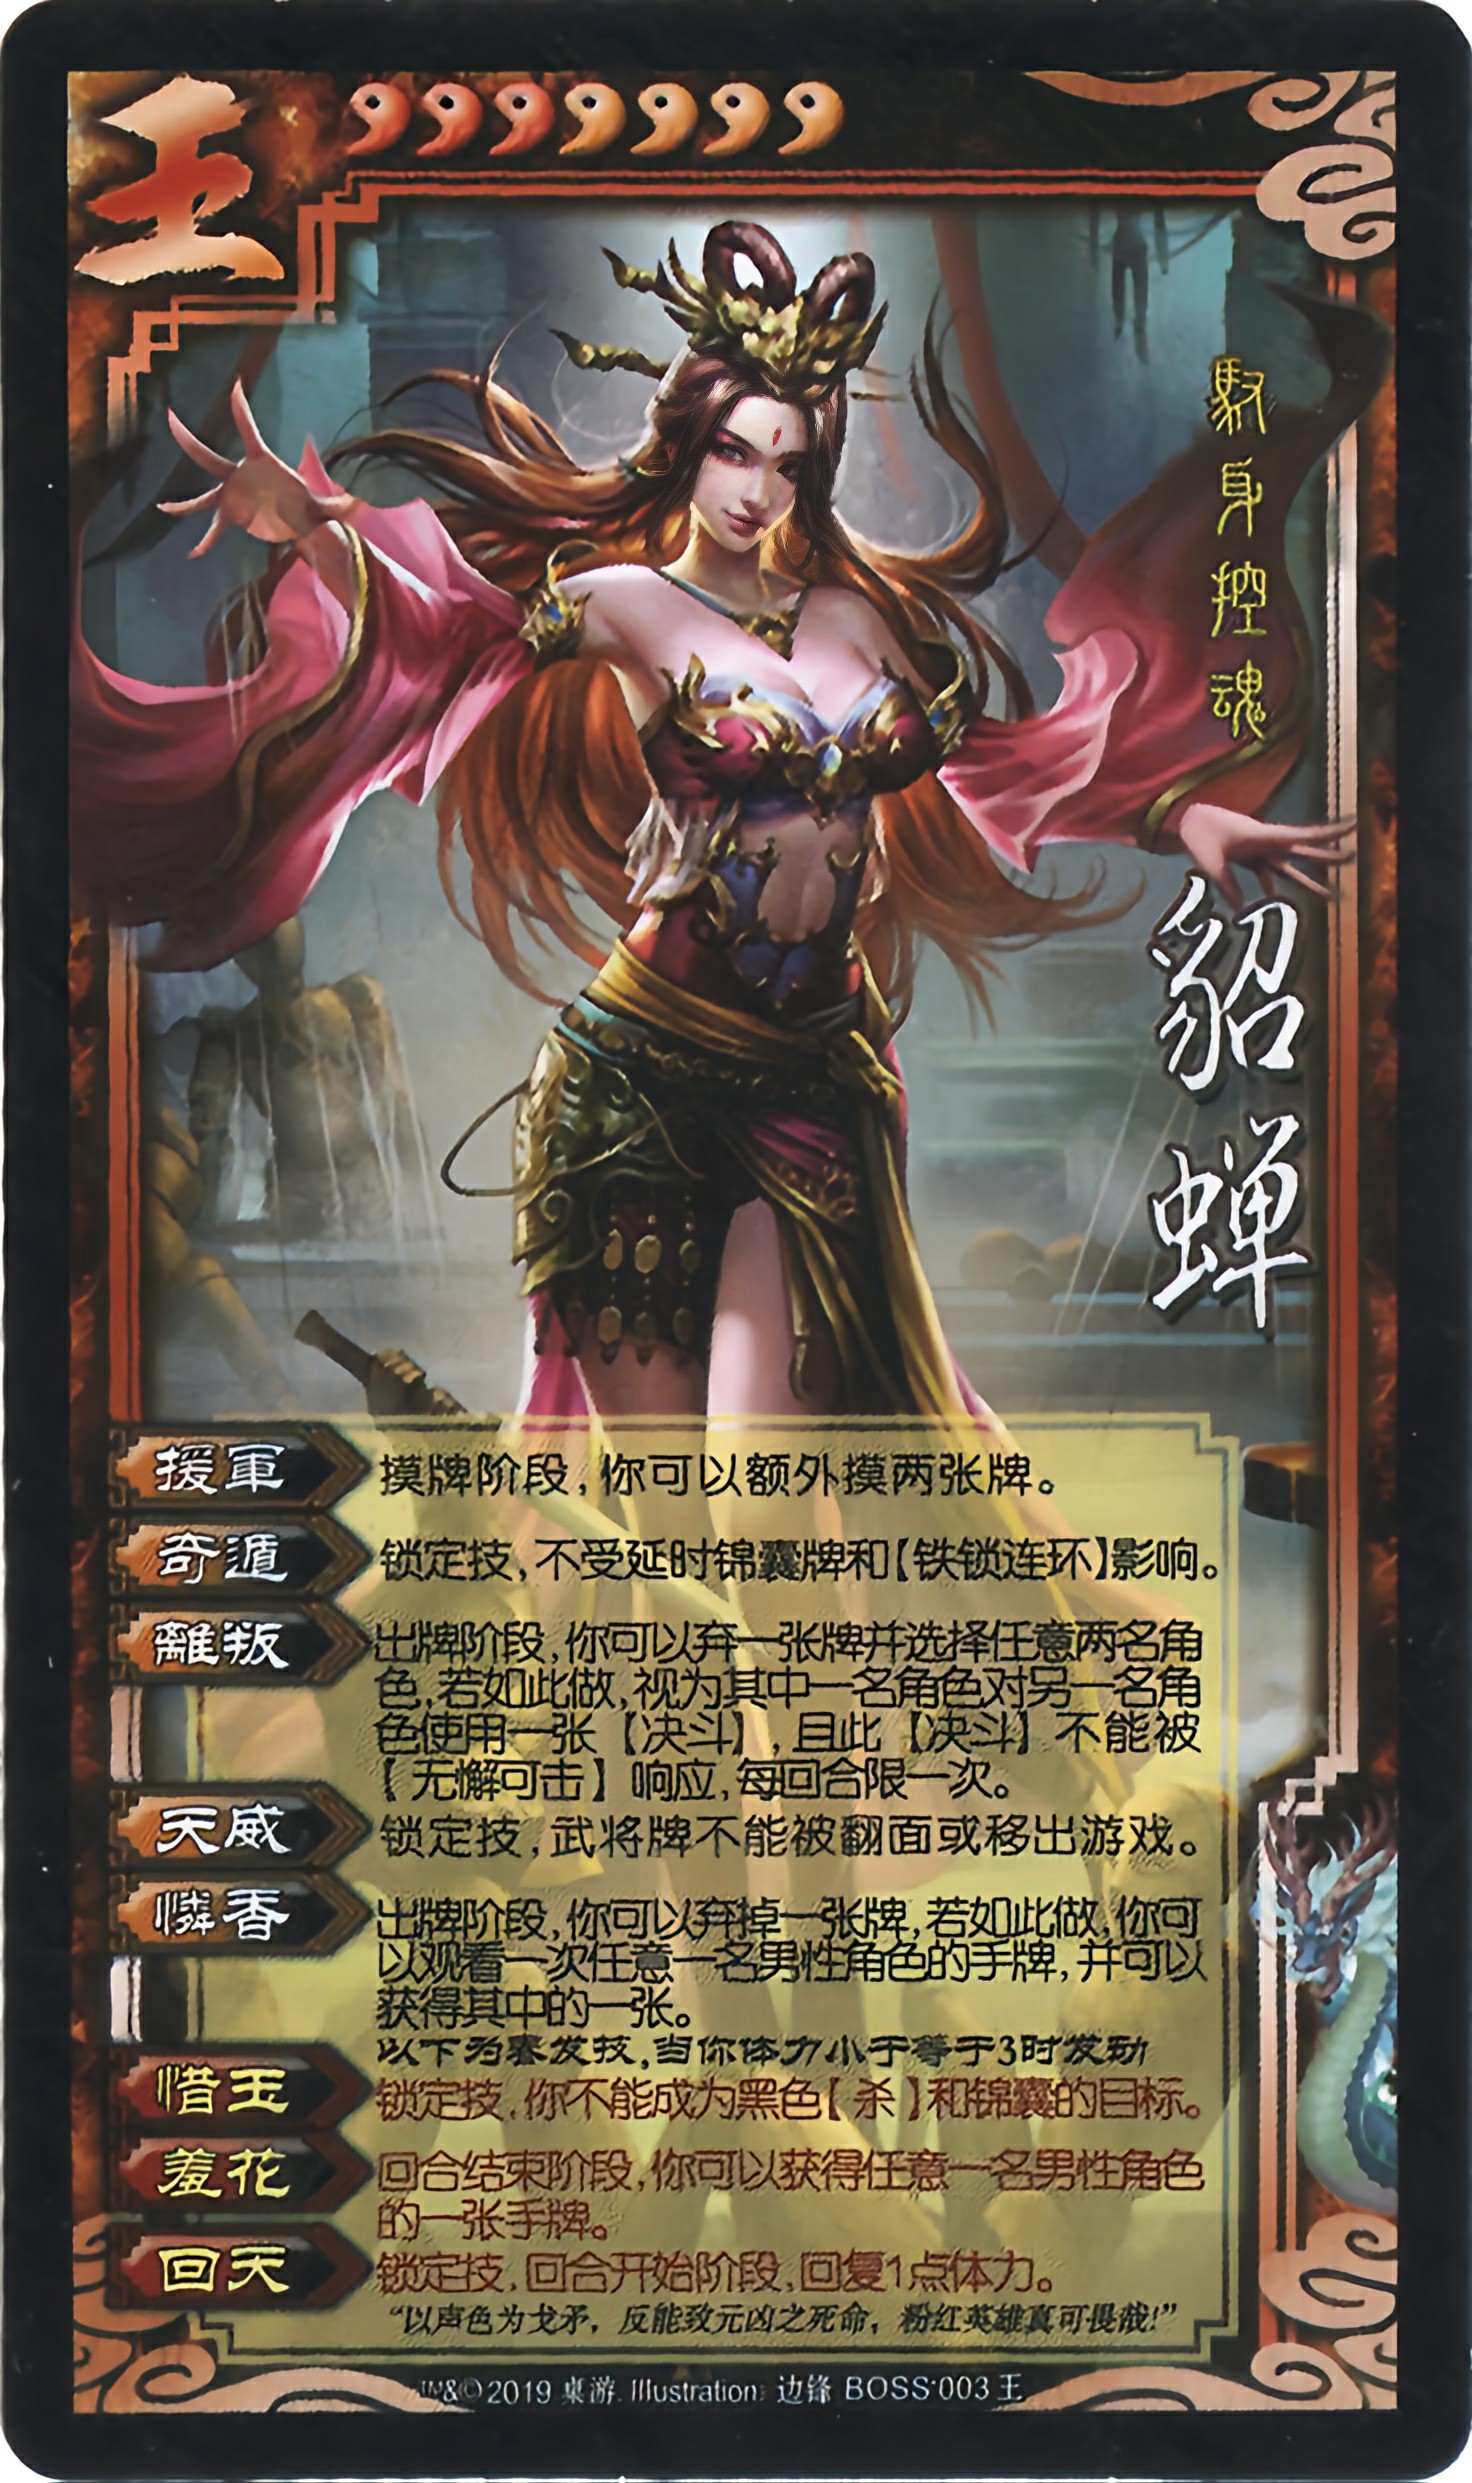 王
馭身控魂
貂蝉
援軍
摸牌阶段，你可以额外摸两张牌。
奇遁
锁定技，不受延时锦囊牌和【铁锁连环】影响。
離叛
出牌阶段，你可以弃一张牌并选择任意两名角
色，若如此做，视为其中一名角色对另一名角
色使用一张【决斗】，且此【决斗】不能被
【无懈可击】响应，每回合限一次。
天威
锁定技，武将牌不能被翻面或移出游戏。
憐香
出牌阶段，你可以弃掉一张牌，若如此做，你可
以观看一次任意一名男性角色的手牌，并可以
获得其中的一张。
以下为暴发技，当你体力小于等于3时发动
惜玉
锁定技，你不能成为黑色【杀】和锦囊的目标。
羞花
回合结束阶段，你可以获得任意一名男性角色
的一张手牌。
回天
锁定技，回合开始阶段，回复1点体力。
“以声色为戈矛，反能致元凶之死命，粉红英雄真可畏哉！”
™&©2019 桌游. Illustration: 边锋 BOSS 003 王